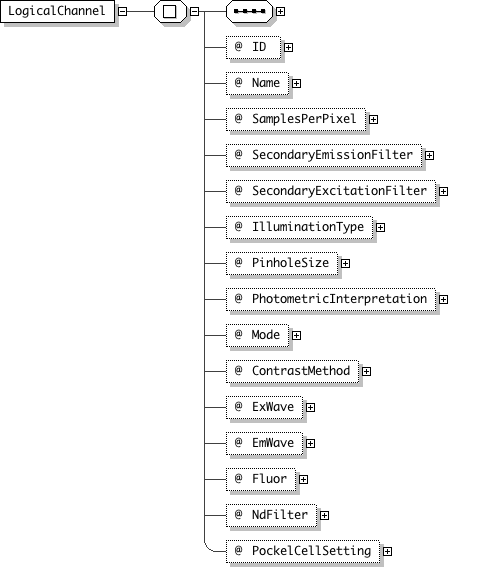 LogicalChannel
@ ID
@ Name
@ SamplesPerPixel
@ SecondaryEmissionFilter
@ SecondaryExcitationFilter
@ IlluminationType
@ PinholeSize
@ PhotometricInterpretation
@ Mode
@ ContrastMethod
@ ExWave
@ EmWave
@ Fluor
@ NdFilter
@ PockelCellSetting